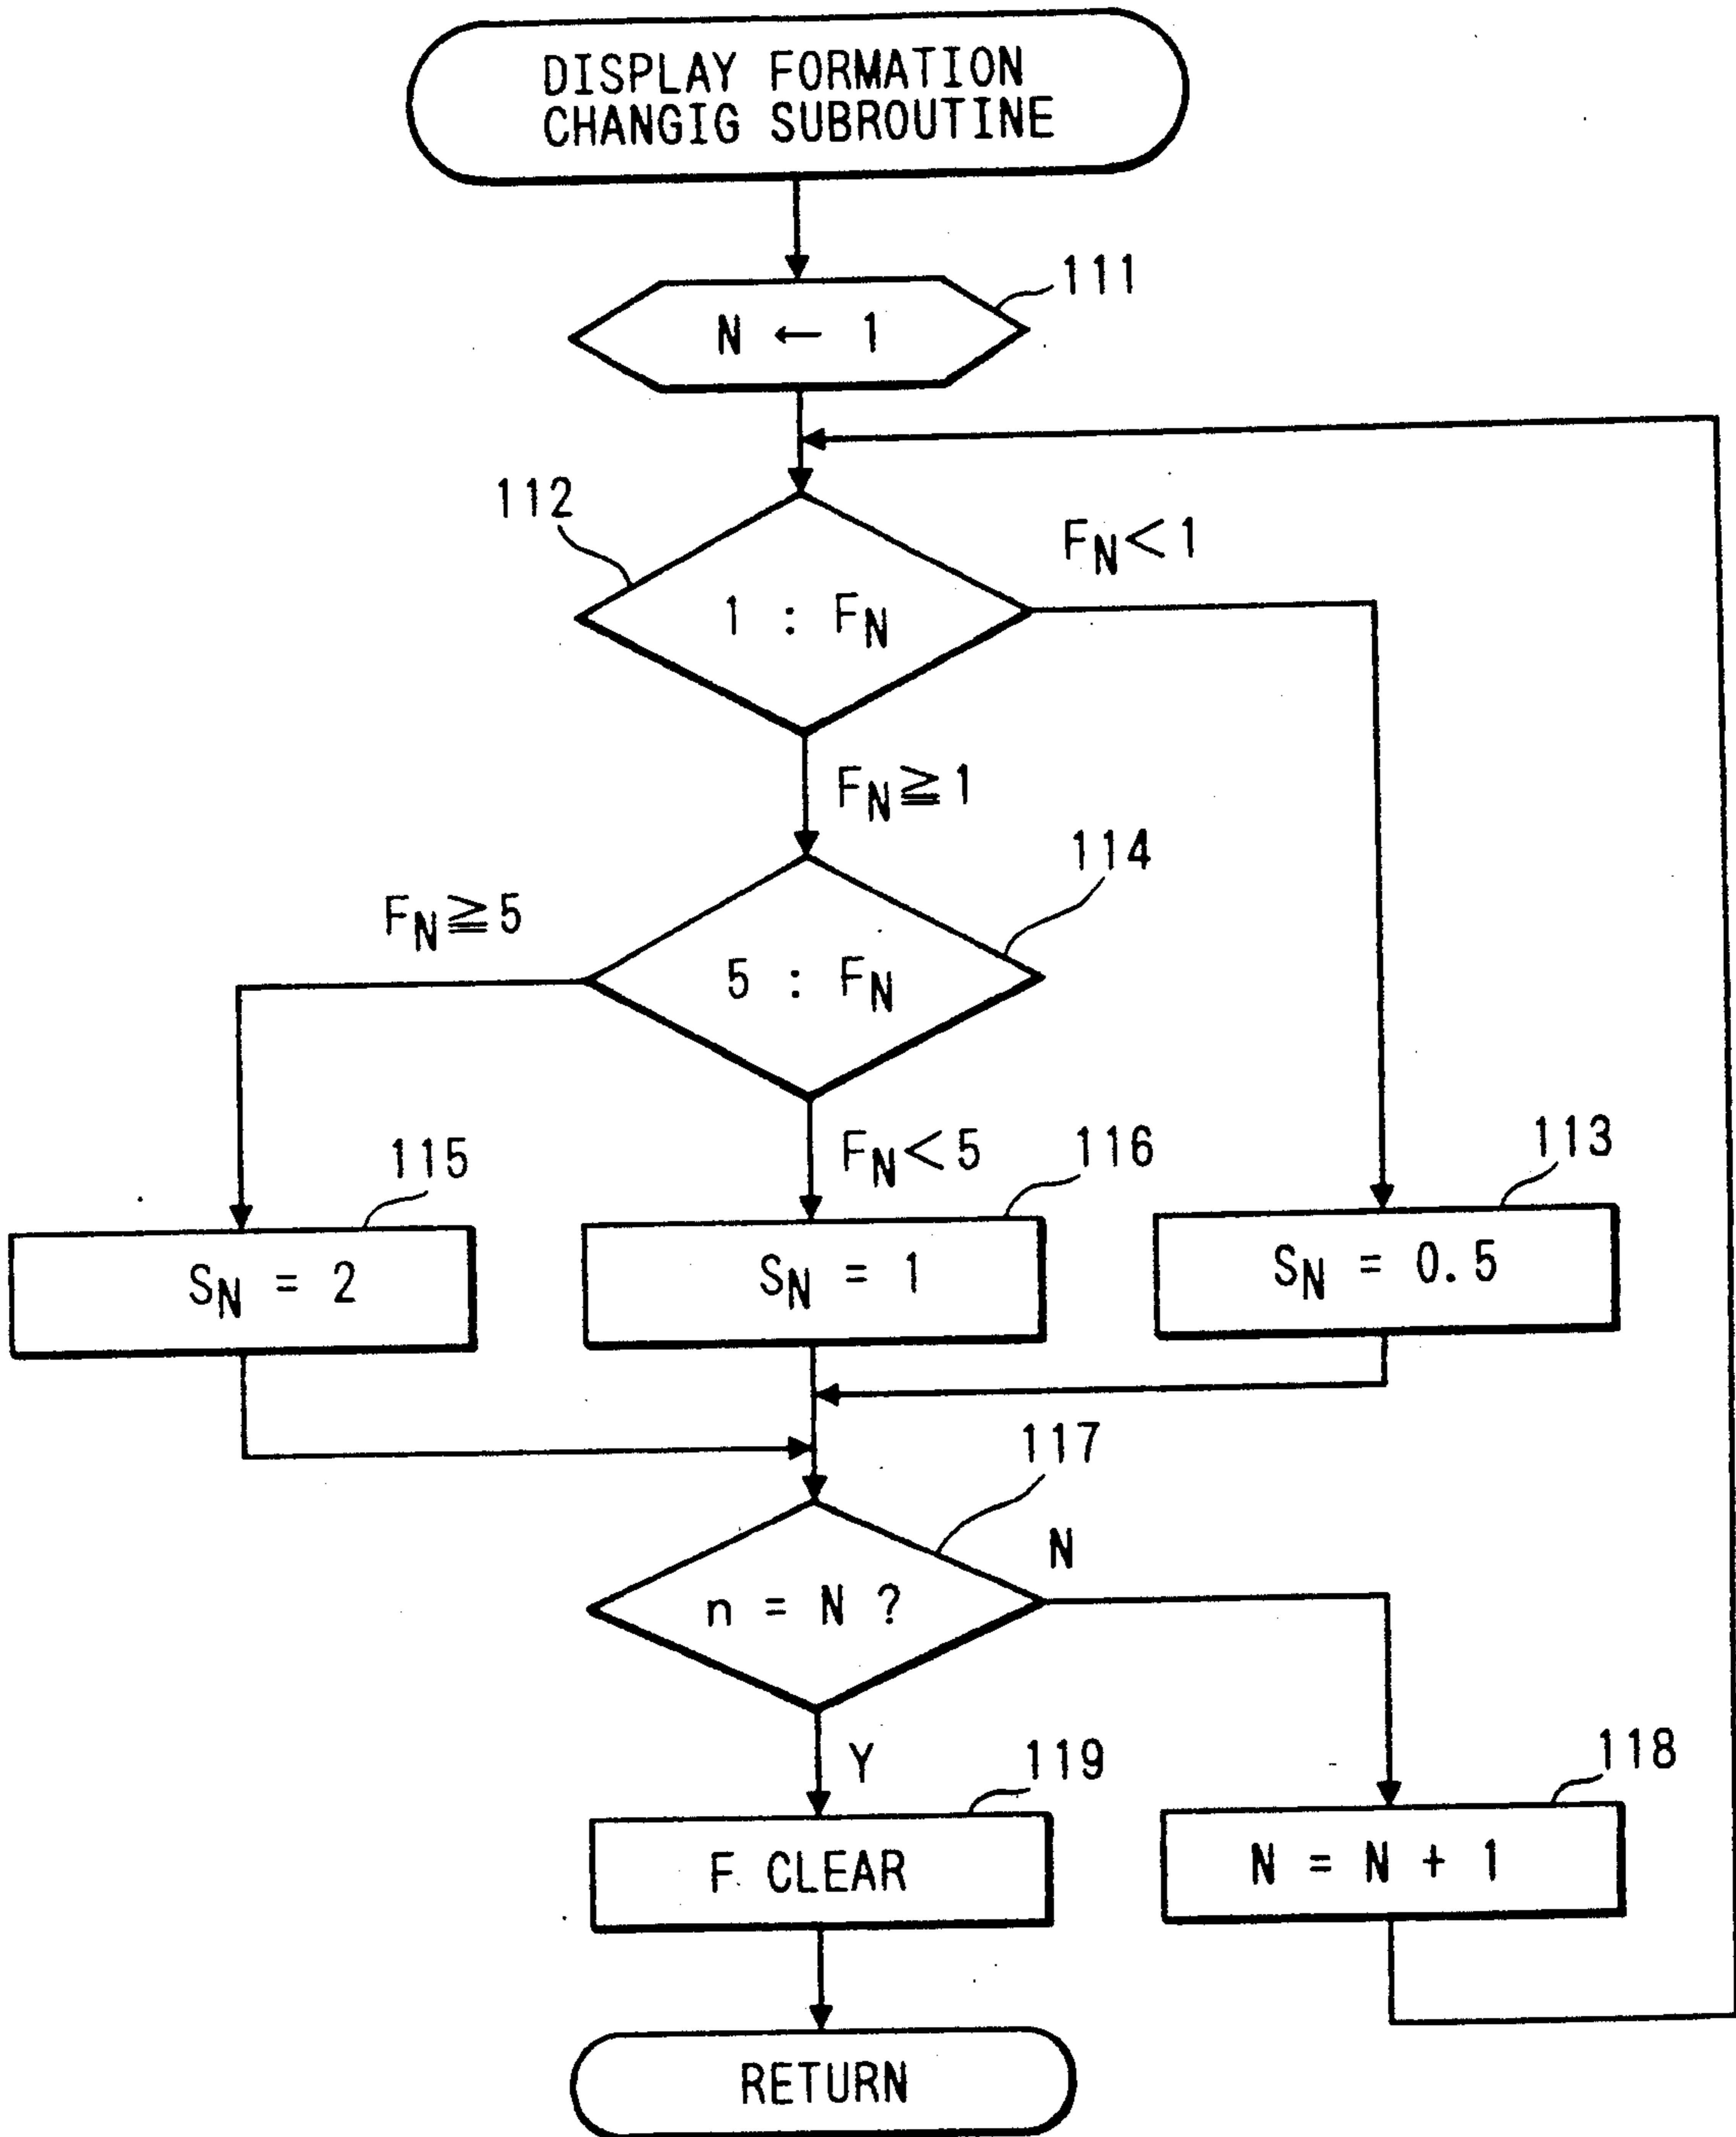 DISPLAY FORMATION
CHANGIG SUBROUTINE
111
N ← 1
112
F_N < 1
1 : F_N
F_N ≧ 1
114
F_N ≧ 5
5 : F_N
115
F_N < 5
116
113
S_N = 2
S_N = 1
S_N = 0.5
117
N
n = N ?
Y
119
118
F CLEAR
N = N + 1
RETURN